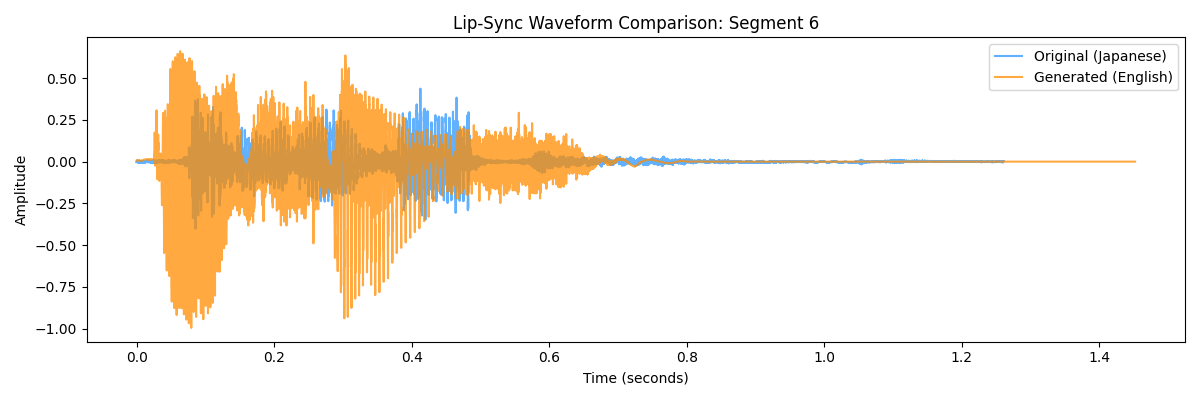 Lip-Sync Waveform Comparison: Segment 6
Original (Japanese)
Generated (English)
Amplitude
0.50
0.25
0.00
−0.25
−0.50
−0.75
−1.00
0.0 0.2 0.4 0.6 0.8 1.0 1.2 1.4
Time (seconds)